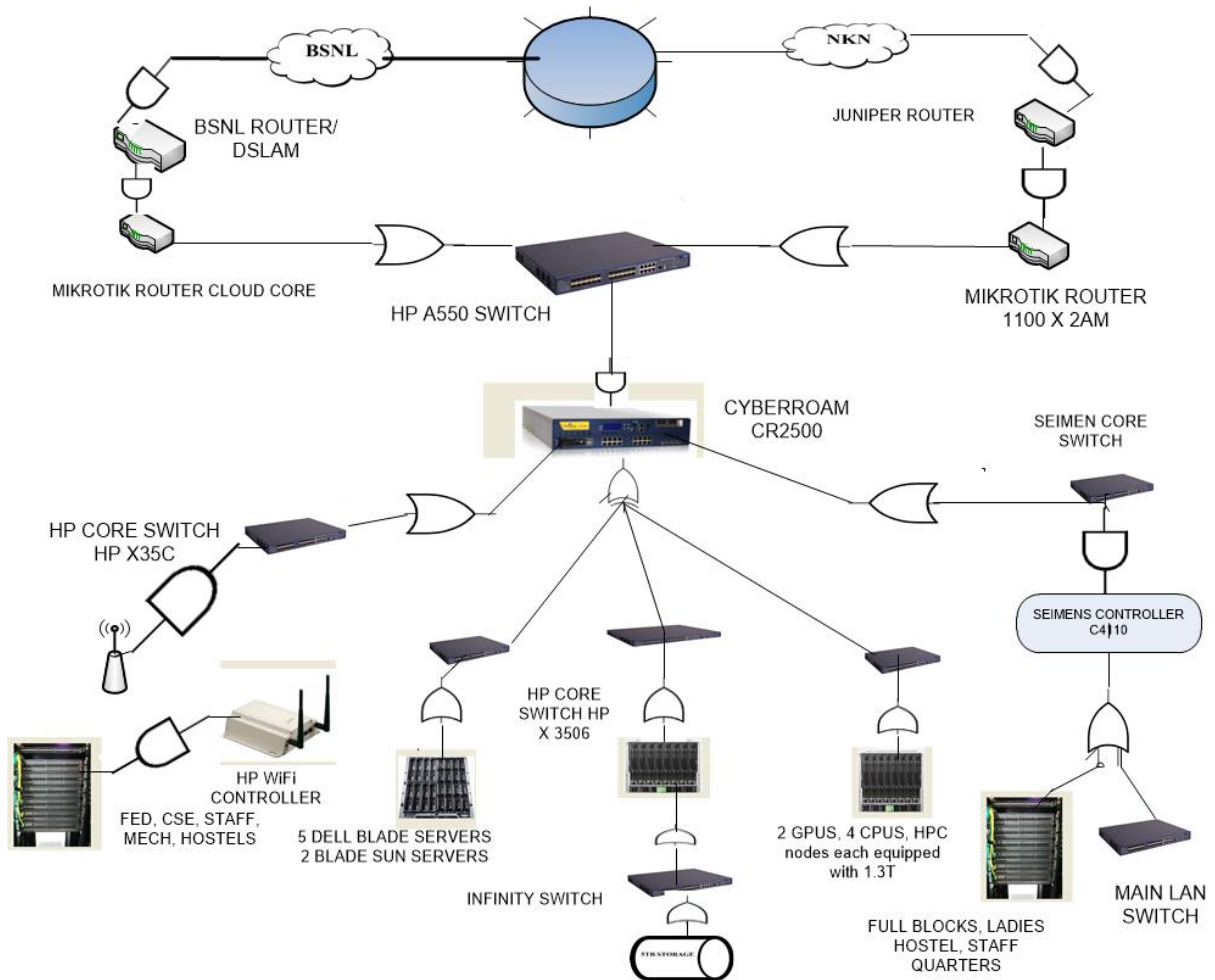 BSNL
NKN
BSNL ROUTER/
DSLAM
JUNIPER ROUTER
MIKROTIK ROUTER CLOUD CORE
HP A550 SWITCH
MIKROTIK ROUTER
1100 X 2AM
CYBERROAM
CR2500
SEIMEN CORE
SWITCH
HP CORE SWITCH
HP X35C
SEIMENS CONTROLLER
C4110
HP CORE
SWITCH HP
X 3506
HP WiFi
CONTROLLER
FED, CSE, STAFF,
MECH, HOSTELS
5 DELL BLADE SERVERS
2 BLADE SUN SERVERS
2 GPUS, 4 CPUS, HPC
nodes each equipped
with 1.3T
INFINITY SWITCH
MAIN LAN
SWITCH
FULL BLOCKS, LADIES
HOSTEL, STAFF
QUARTERS
5TB STORAGE